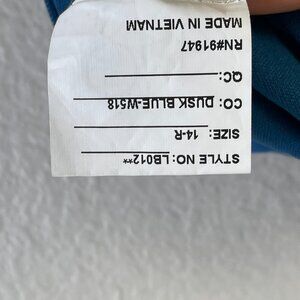 STYLE NO: LB012**
SIZE: 14-R
CO: DUSK BLUE-W518
QC:
RN#91947
MADE IN VIETNAM